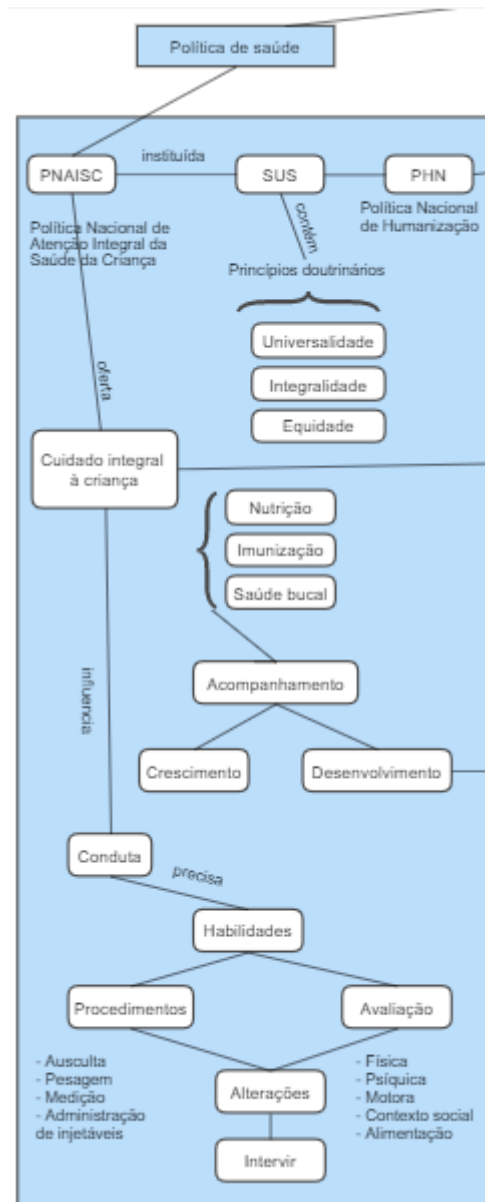 Política de saúde
instituída
PNAISC
SUS
PHN
Política Nacional de
Atenção Integral da
Saúde da Criança
contém
Política Nacional
de Humanização
Princípios doutrinários
Universalidade
Integralidade
Equidade
oferta
Cuidado integral
à criança
Nutrição
Imunização
Saúde bucal
influencia
Acompanhamento
Crescimento
Desenvolvimento
Conduta
precisa
Habilidades
Procedimentos
Avaliação
- Ausculta
- Pesagem
- Medição
- Administração
de injetáveis
Alterações
- Física
- Psíquica
- Motora
- Contexto social
- Alimentação
Intervir